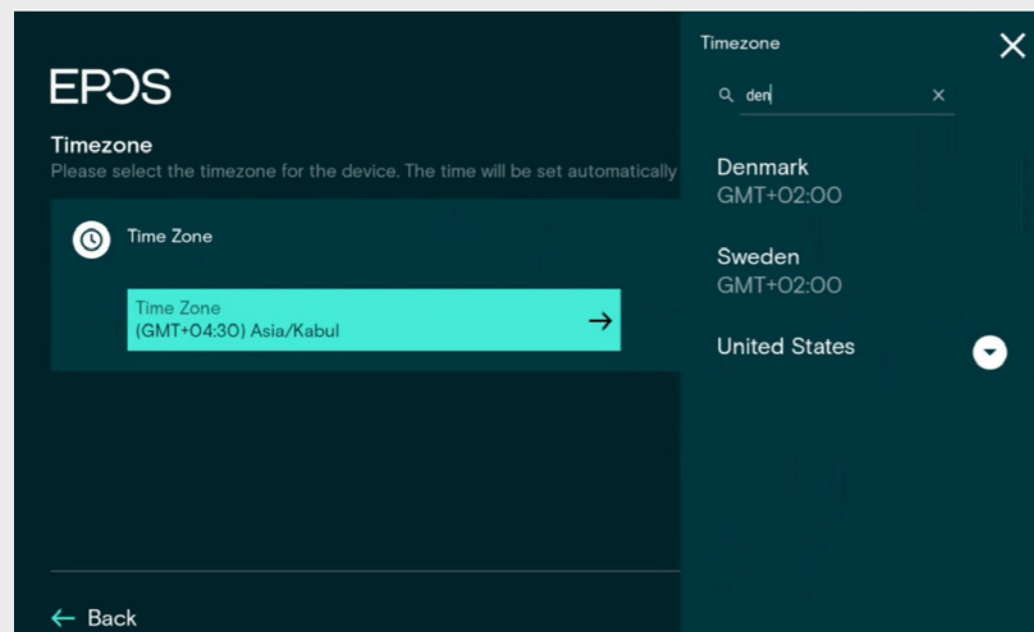 EPOS
Timezone
Please select the timezone for the device. The time will be set automatically
Time Zone
Time Zone
(GMT+04:30) Asia/Kabul
Back
Timezone
den
Denmark
GMT+02:00
Sweden
GMT+02:00
United States